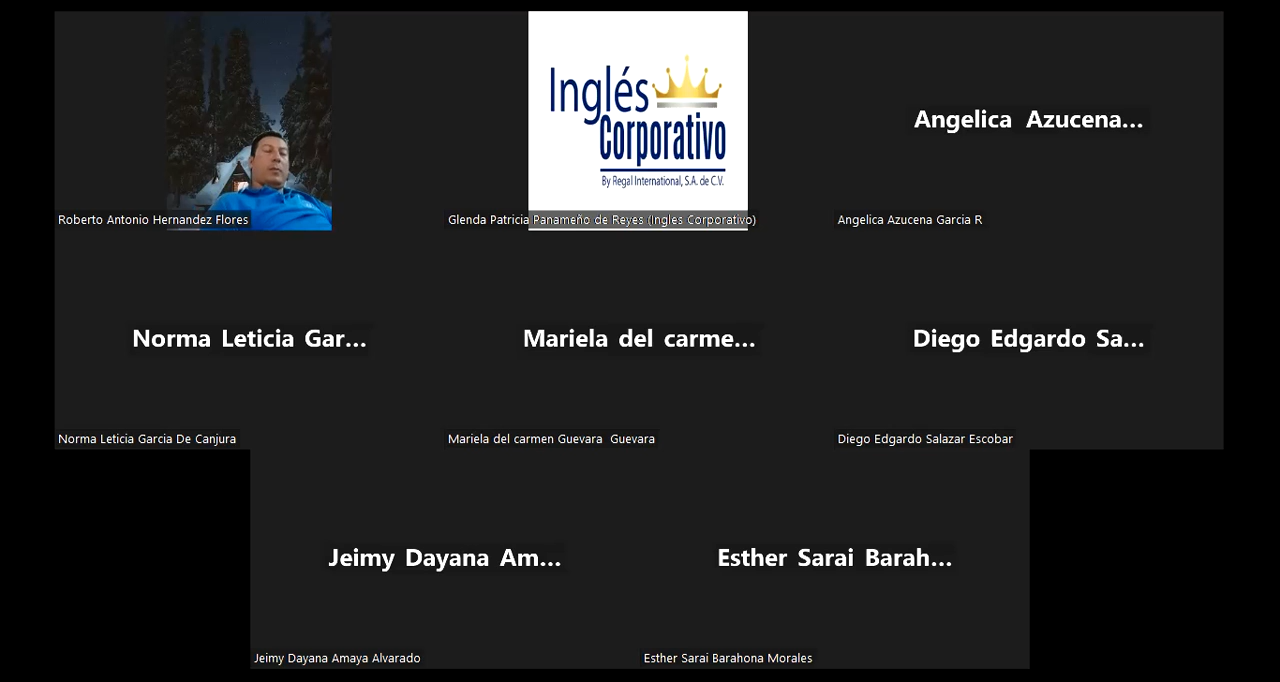 Inglés
Corporativo
By Regal International, S.A. de C.V.
Angelica Azucena...
Roberto Antonio Hernandez Flores
Glenda Patricia Panameño de Reyes (Ingles Corporativo)
Angelica Azucena Garcia R
Norma Leticia Gar...
Mariela del carme...
Diego Edgardo Sa...
Norma Leticia Garcia De Canjura
Mariela del carmen Guevara Guevara
Diego Edgardo Salazar Escobar
Jeimy Dayana Am...
Esther Sarai Barah...
Jeimy Dayana Amaya Alvarado
Esther Sarai Barahona Morales